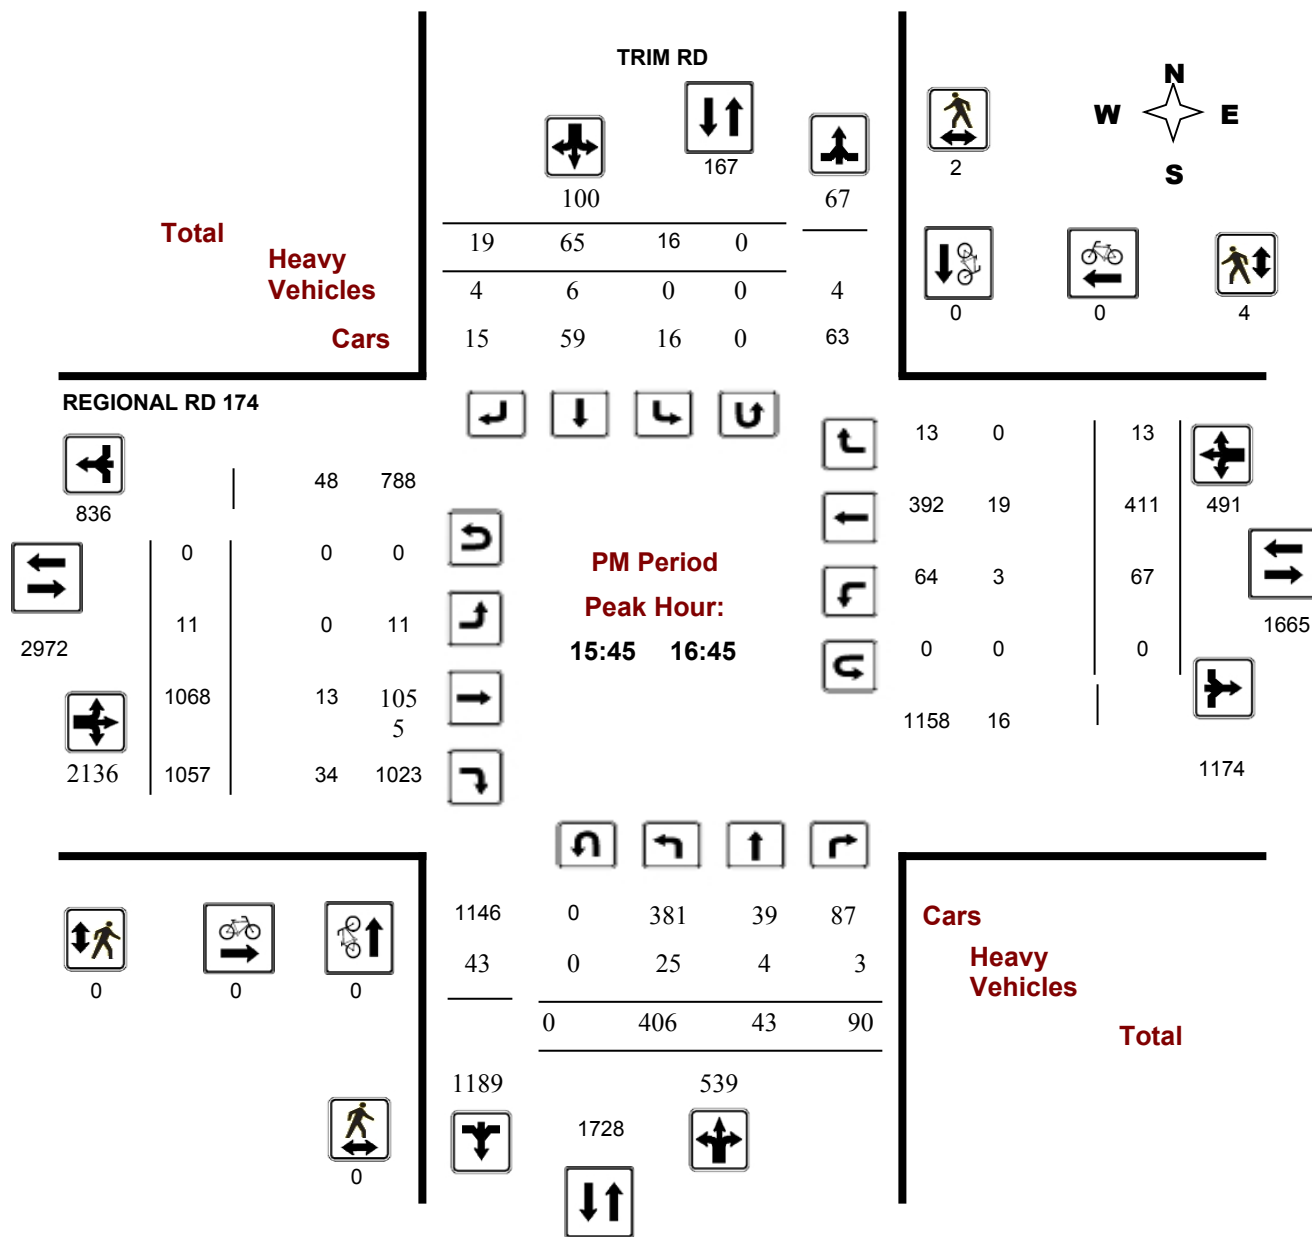 TRIM RD
N
W E
S
167
2
100 67
Total
19 65 16 0
Heavy
Vehicles
4 6 0 0 4
0 0 4
Cars
15 59 16 0 63
REGIONAL RD 174
13 0 13
48 788
836
392 19 411 491
0 0 0
PM Period
64 3 67
Peak Hour:
11 0 11
1665
2972
15:45 16:45
0 0 0
1068 13 105
5
1158 16
2136 1057 34 1023
1174
1146 0 381 39 87
Cars
43 0 25 4 3
Heavy
Vehicles
0 0 0
0 406 43 90
Total
1189 539
1728
0